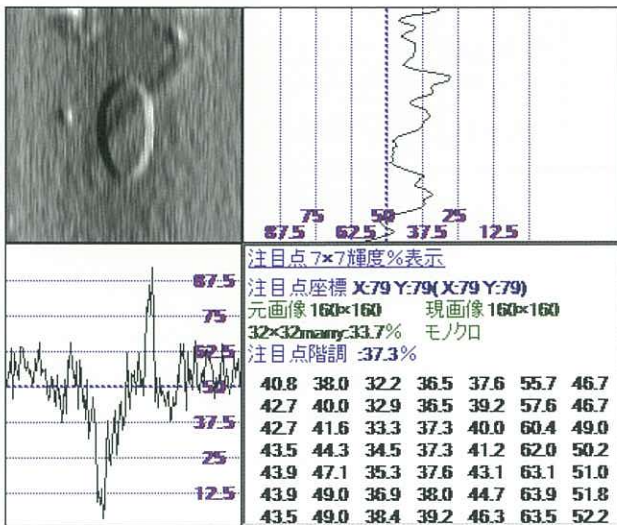 75 50 25
87.5 62.5 37.5 12.5
87.5
75
62.5
50
37.5
25
12.5
注目点7×7輝度%表示
注目点座標 X:79 Y:79( X:79 Y:79)
元画像160×160 現画像160×160
32×32mamy:33.7% モノクロ
注目点階調 :37.3%
40.8 38.0 32.2 36.5 37.6 55.7 46.7
42.7 40.0 32.9 36.5 39.2 57.6 46.7
42.7 41.6 33.3 37.3 40.0 60.4 49.0
43.5 44.3 34.5 37.3 41.2 62.0 50.2
43.9 47.1 35.3 37.6 43.1 63.1 51.0
43.9 49.0 36.9 38.0 44.7 63.9 51.8
43.5 49.0 38.4 39.2 46.3 63.5 52.2